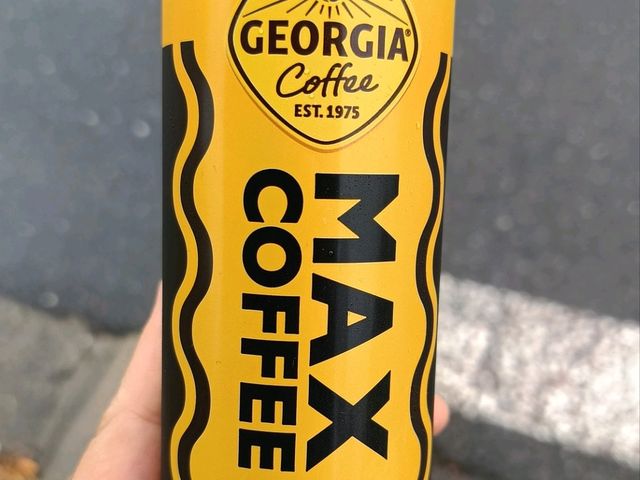 GEORGIA®
Coffee
EST. 1975
MAX
COFFEE